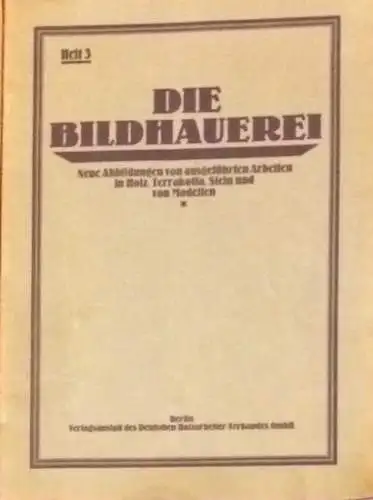 Heft 3
DIE
BILDHAUEREI
Neue Abbildungen von ausgeführten Arbeiten
in Holz, Terrakotta, Stein und
von Modellen
*
Berlin
Verlagsanstalt des Deutschen Holzarbeiter Verbandes GmbH